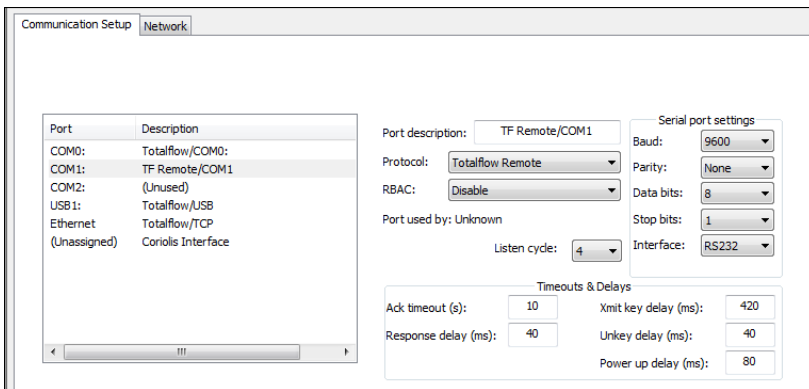 Communication Setup Network
Port Description
COM0: Totalflow/COM0:
COM1: TF Remote/COM1
COM2: (Unused)
USB1: Totalflow/USB
Ethernet Totalflow/TCP
(Unassigned) Coriolis Interface
Port description: TF Remote/COM1
Protocol: Totalflow Remote
RBAC: Disable
Port used by: Unknown
Listen cycle: 4
Serial port settings
Baud: 9600
Parity: None
Data bits: 8
Stop bits: 1
Interface: RS232
Timeouts & Delays
Ack timeout (s): 10 Xmit key delay (ms): 420
Response delay (ms): 40 Unkey delay (ms): 40
Power up delay (ms): 80